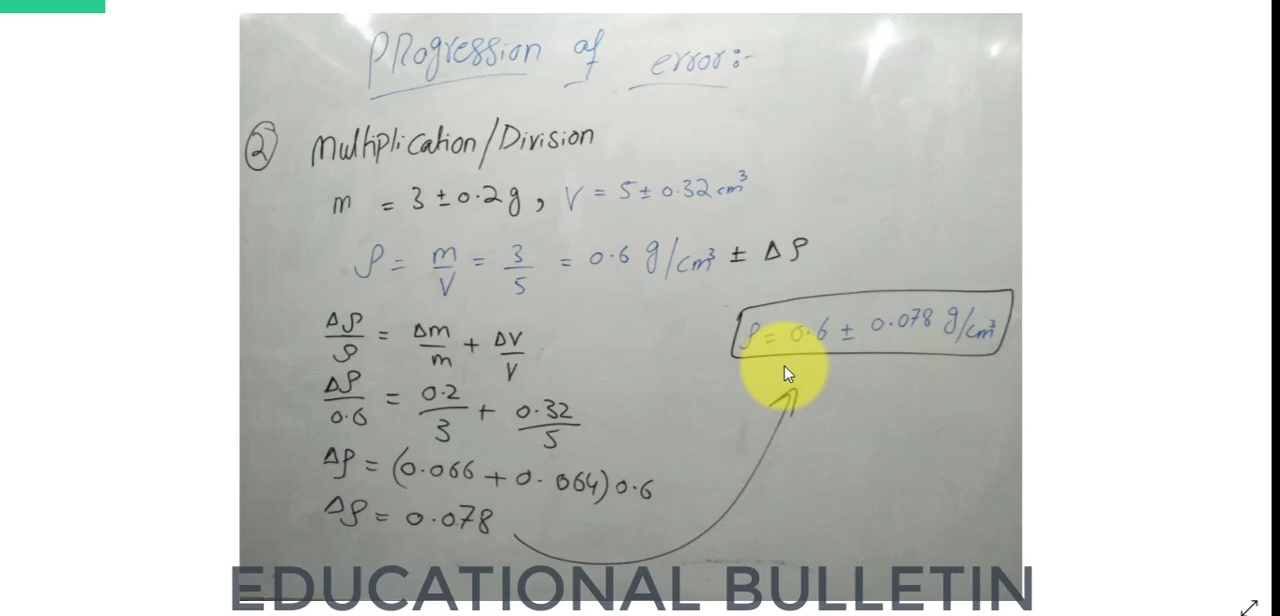 Progression of error:-
② Multiplication/Division
m = 3 ± 0.2g, V = 5 ± 0.32 cm³
ρ = m/V = 3/5 = 0.6 g/cm³ ± Δρ
Δρ/ρ = Δm/m + ΔV/V
ρ = 0.6 ± 0.078 g/cm³
Δρ/0.6 = 0.2/3 + 0.32/5
Δρ = (0.066 + 0.064) 0.6
Δρ = 0.078
EDUCATIONAL BULLETIN